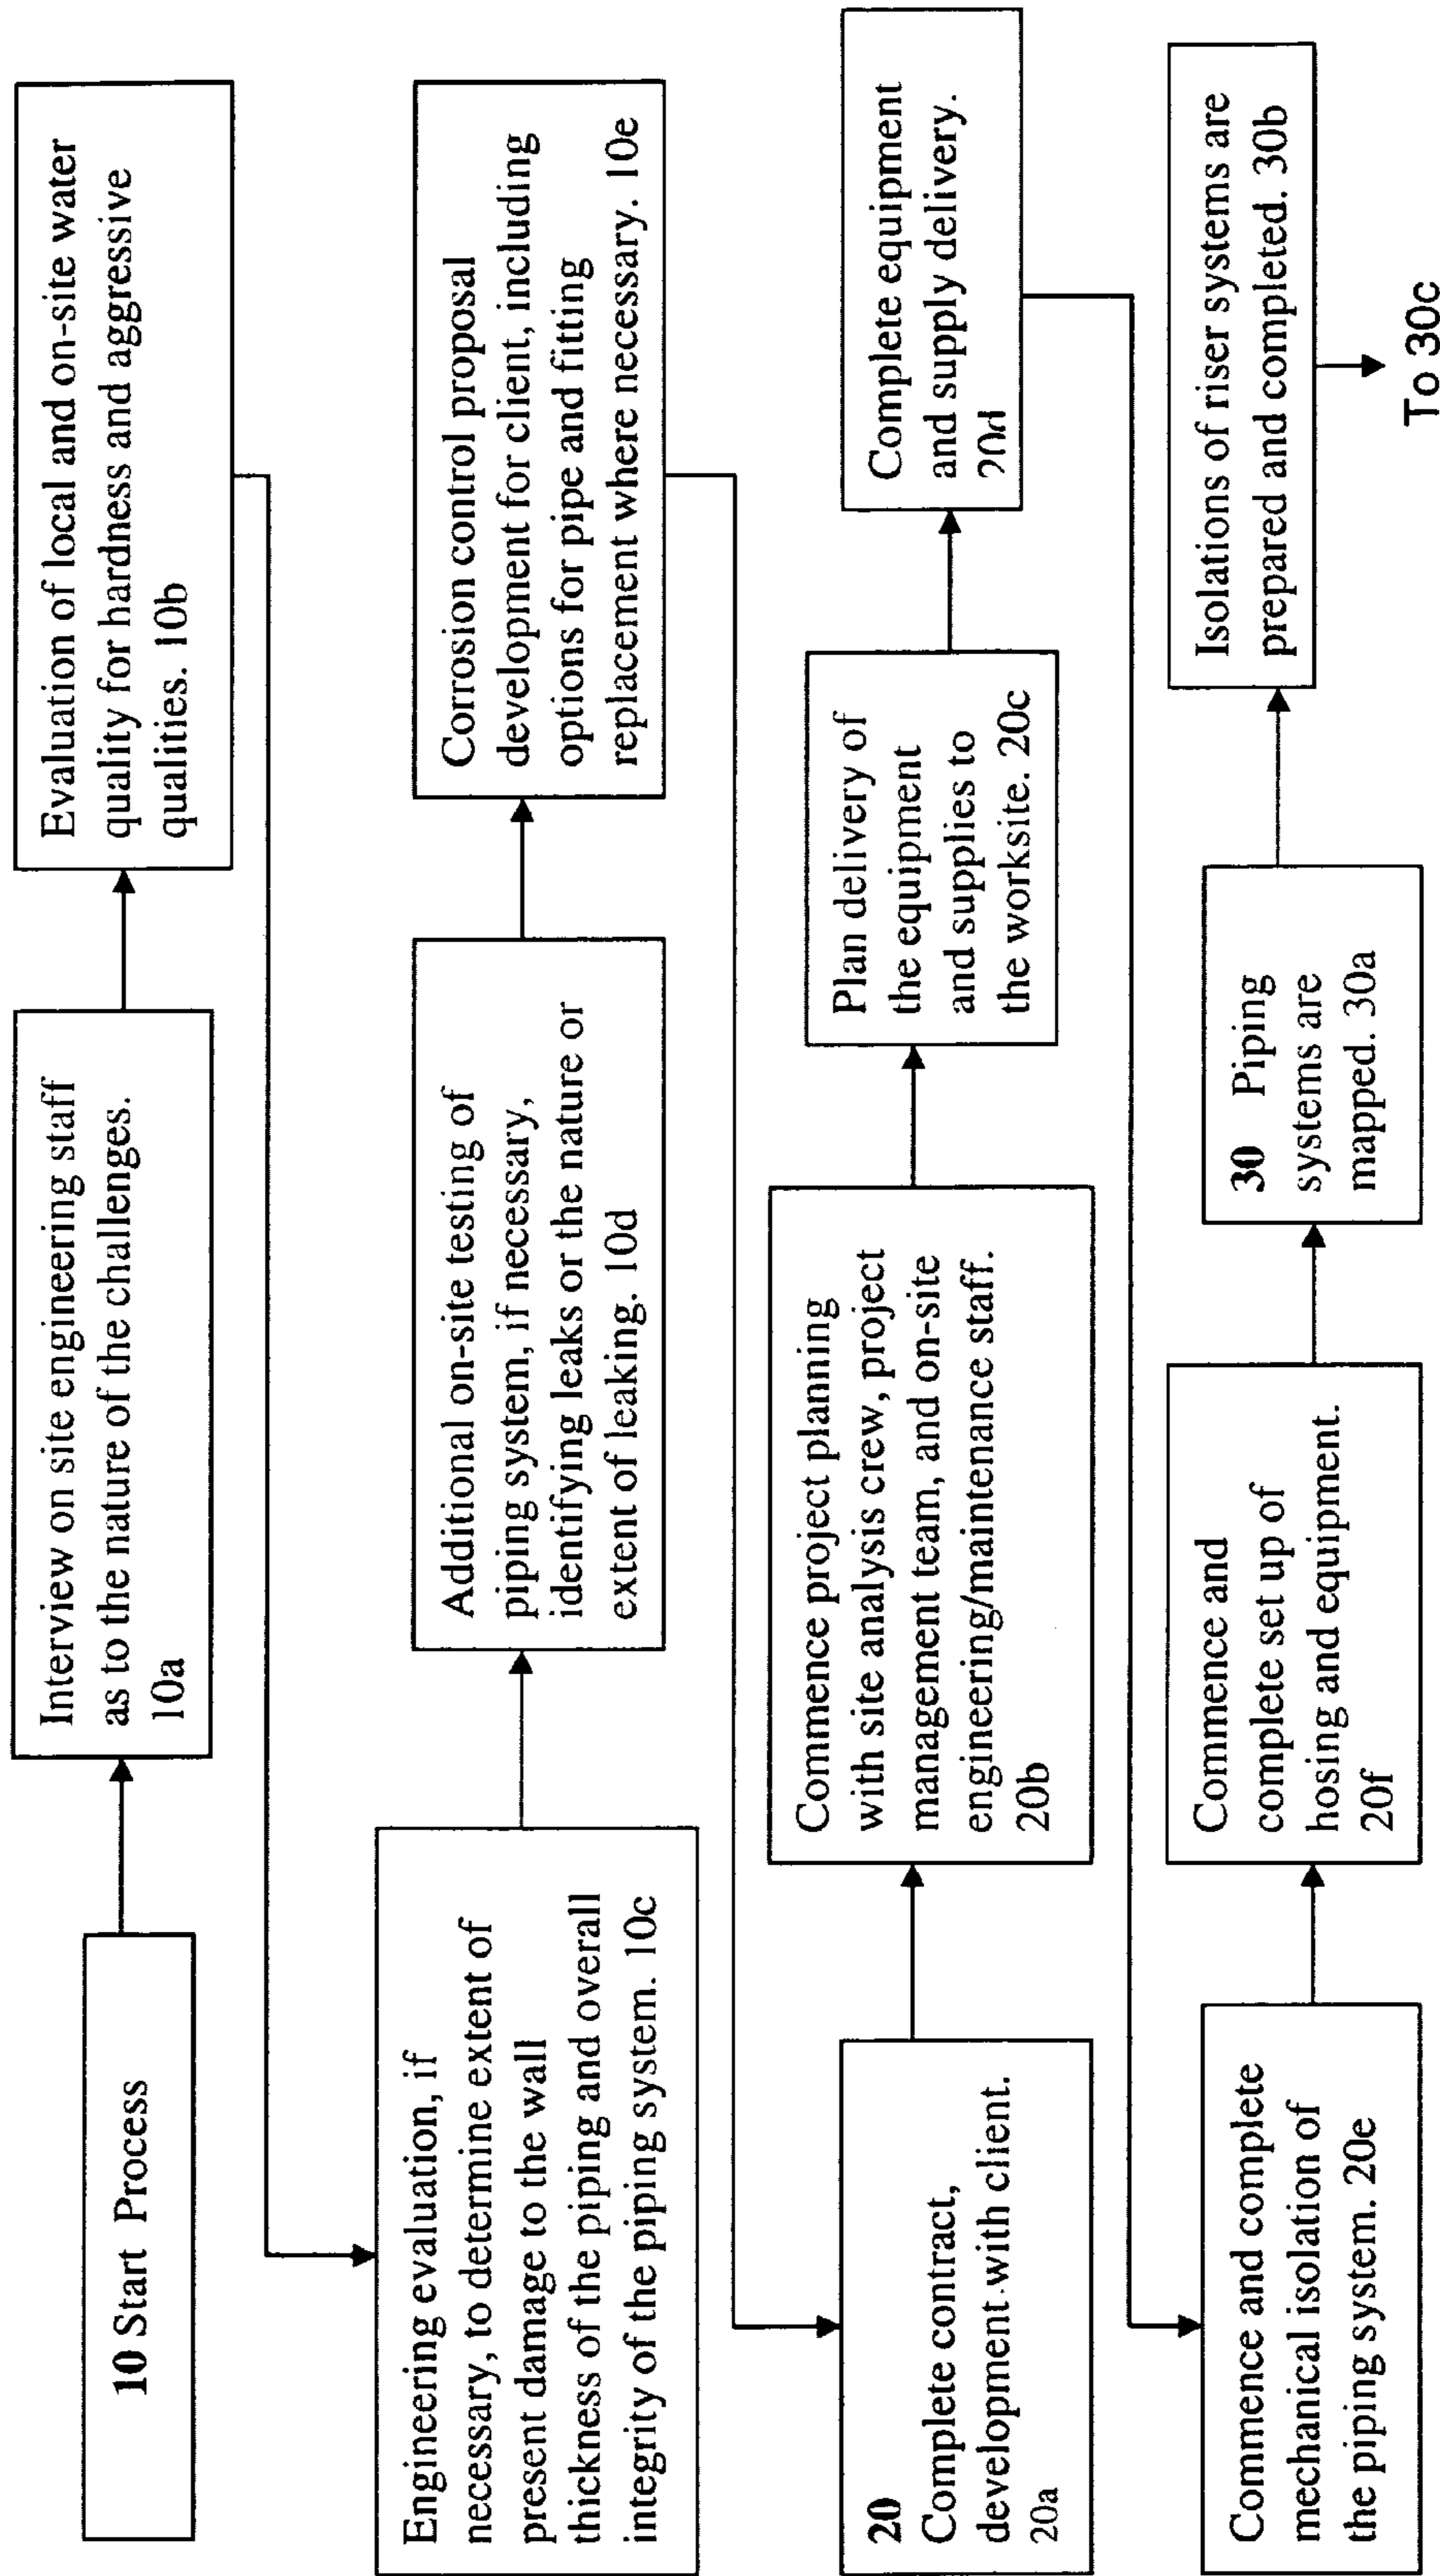 10 Start Process
Interview on site engineering staff
as to the nature of the challenges.
10a
Evaluation of local and on-site water
quality for hardness and aggressive
qualities. 10b
Engineering evaluation, if
necessary, to determine extent of
present damage to the wall
thickness of the piping and overall
integrity of the piping system. 10c
Additional on-site testing of
piping system, if necessary,
identifying leaks or the nature or
extent of leaking. 10d
Corrosion control proposal
development for client, including
options for pipe and fitting
replacement where necessary. 10e
20
Complete contract,
development with client.
20a
Commence project planning
with site analysis crew, project
management team, and on-site
engineering/maintenance staff.
20b
Plan delivery of
the equipment
and supplies to
the worksite. 20c
Complete equipment
and supply delivery.
20d
Commence and complete
mechanical isolation of
the piping system. 20e
Commence and
complete set up of
hosing and equipment.
20f
30 Piping
systems are
mapped. 30a
Isolations of riser systems are
prepared and completed. 30b
To 30c